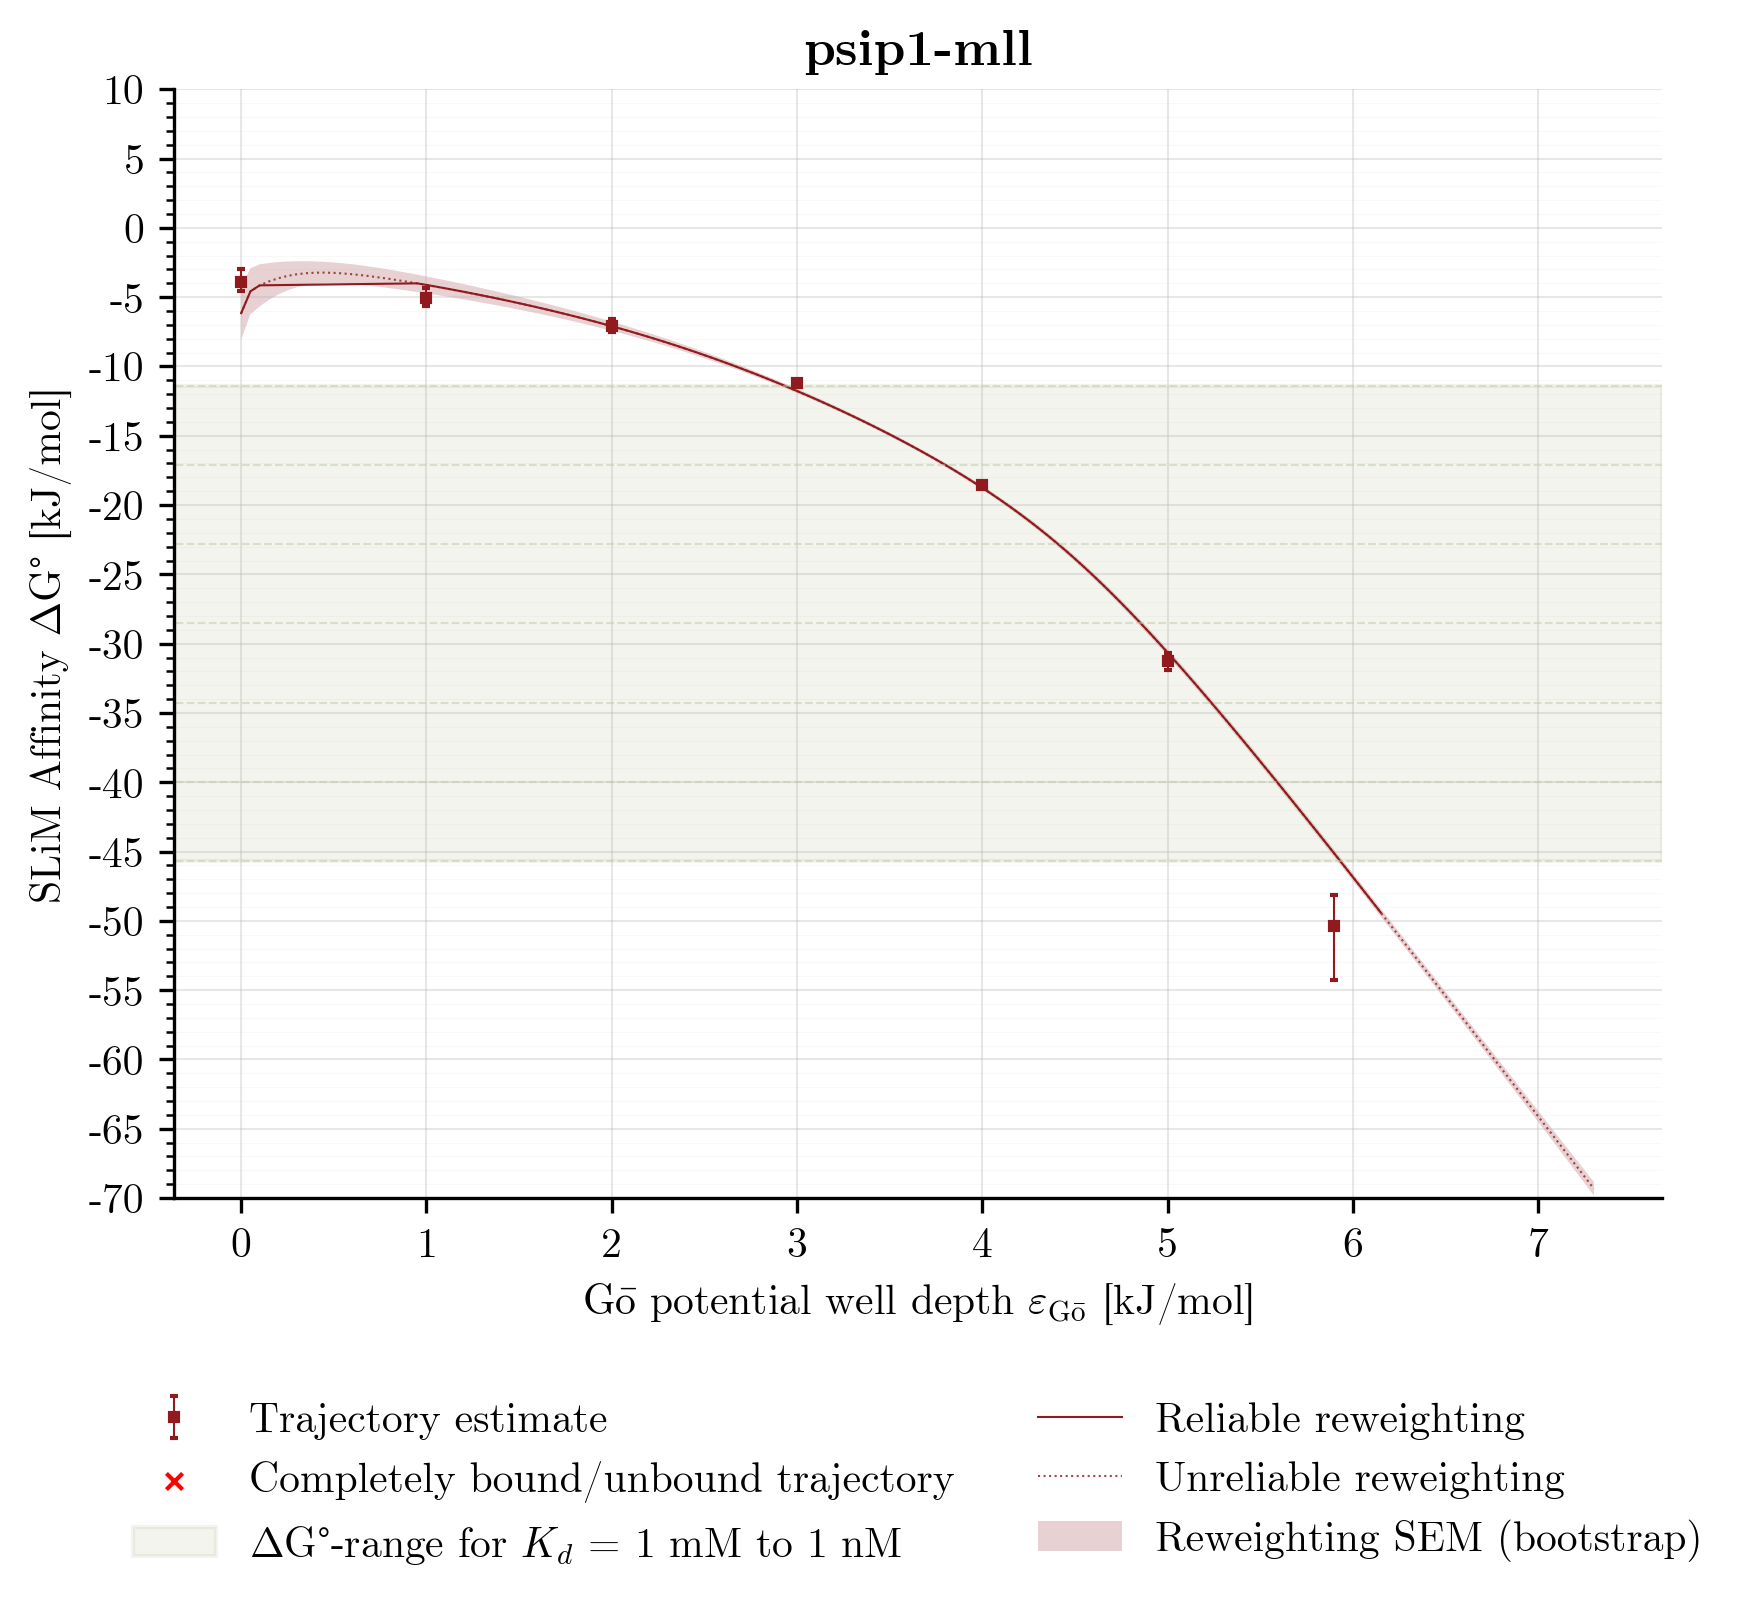 psip1-mll
10
5
0
-5
-10
-15
-20
-25
-30
-35
-40
-45
-50
-55
-60
-65
-70
SLiM Affinity ΔG° [kJ/mol]
0 1 2 3 4 5 6 7
Gō potential well depth ε_Gō [kJ/mol]
Trajectory estimate
Completely bound/unbound trajectory
ΔG°-range for K_d = 1 mM to 1 nM
Reliable reweighting
Unreliable reweighting
Reweighting SEM (bootstrap)